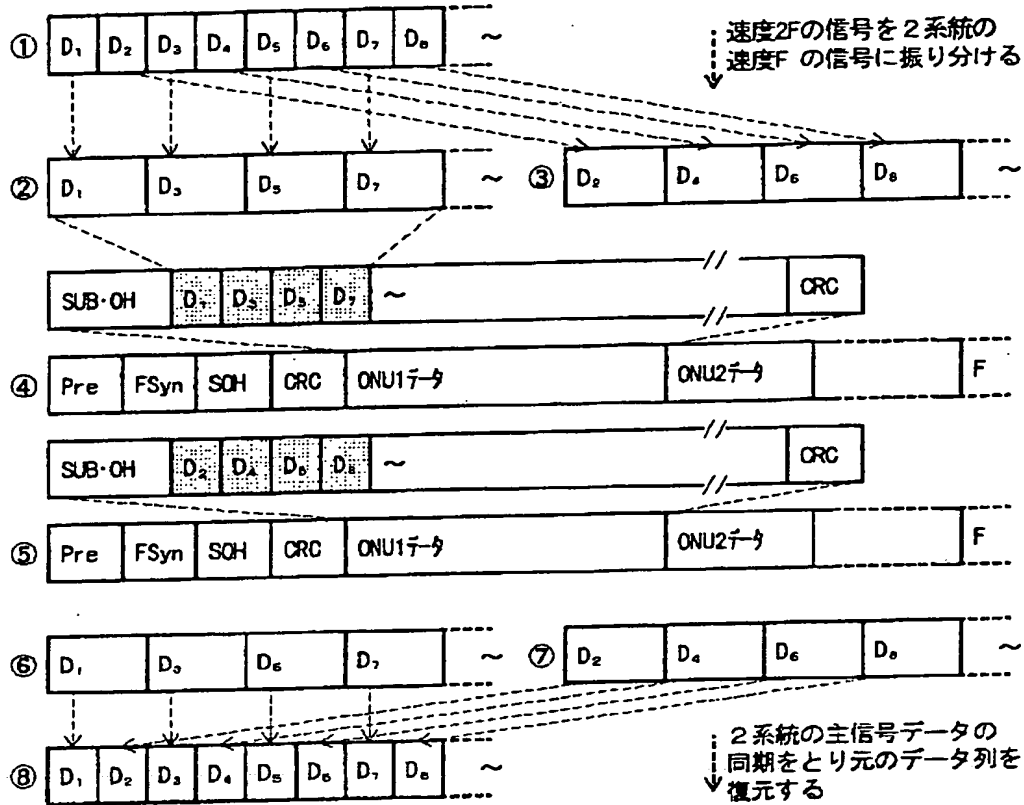 ① D₁ D₂ D₃ D₄ D₅ D₆ D₇ D₈ ~
速度2Fの信号を2系統の
速度F の信号に振り分ける
② D₁ D₃ D₅ D₇ ~
③ D₂ D₄ D₆ D₈ ~
SUB・OH D₁ D₃ D₅ D₇ ~ // CRC
④ Pre FSyn SOH CRC ONU1データ ONU2データ F
SUB・OH D₂ D₄ D₆ D₈ ~ // CRC
⑤ Pre FSyn SOH CRC ONU1データ ONU2データ F
⑥ D₁ D₃ D₅ D₇ ~
⑦ D₂ D₄ D₆ D₈ ~
⑧ D₁ D₂ D₃ D₄ D₅ D₆ D₇ D₈ ~
2系統の主信号データの
同期をとり元のデータ列を
復元する